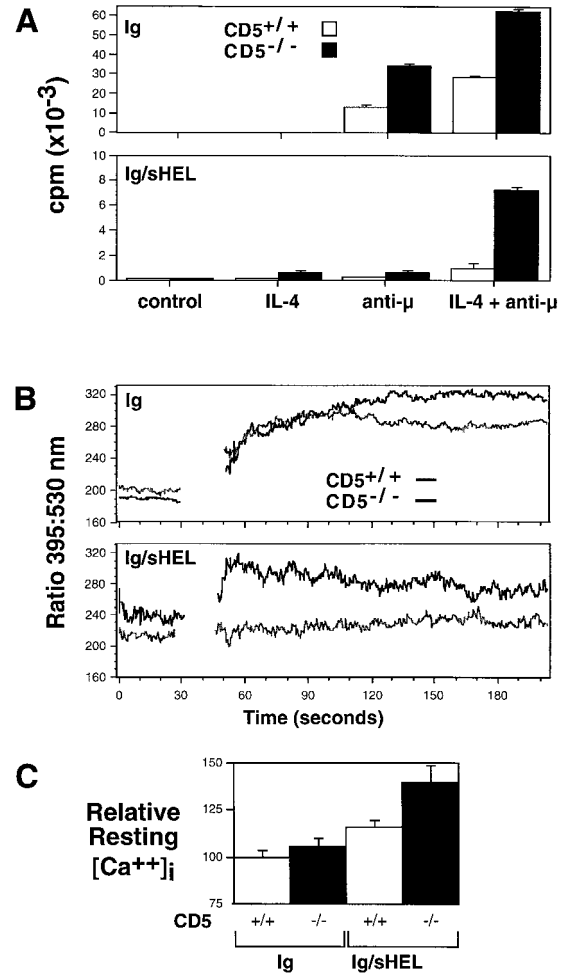 A
Ig
CD5+/+
CD5-/-
60
50
40
30
20
10
0
cpm (x10-3)
Ig/sHEL
10
8
6
4
2
0
control IL-4 anti-µ IL-4 + anti-µ
B
Ig
320
280
240
200
160
CD5+/+
CD5-/-
Ratio 395:530 nm
Ig/sHEL
320
280
240
200
160
0 30 60 90 120 150 180
Time (seconds)
C
Relative
Resting
[Ca++]i
150
125
100
75
CD5 +/+ -/- +/+ -/-
Ig Ig/sHEL